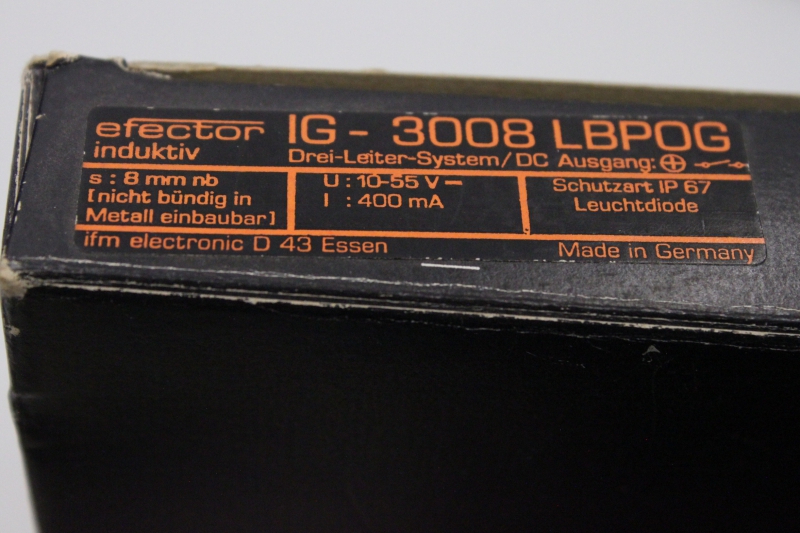 efector IG - 3008 LBPOG
induktiv Drei-Leiter-System/DC Ausgang:
s : 8 mm nb
[nicht bündig in
Metall einbaubar]
U : 10-55 V
I : 400 mA
Schutzart IP 67
Leuchtdiode
ifm electronic D 43 Essen Made in Germany